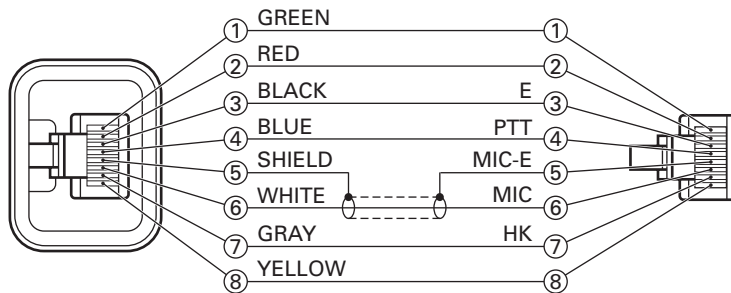 ① GREEN ①
② RED ②
③ BLACK E ③
④ BLUE PTT ④
⑤ SHIELD MIC-E ⑤
⑥ WHITE MIC ⑥
⑦ GRAY HK ⑦
⑧ YELLOW ⑧